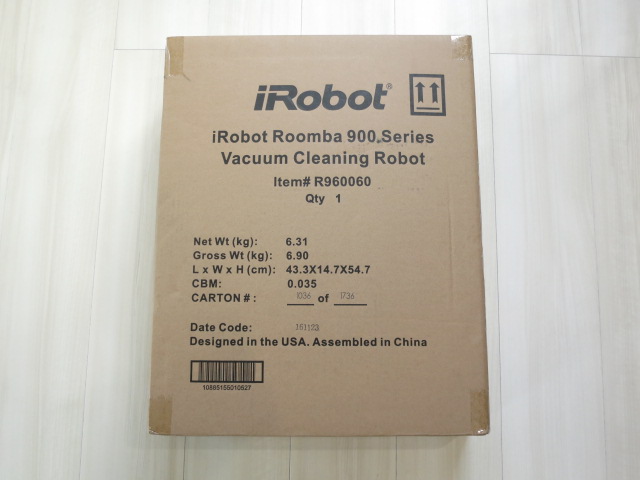 iRobot®
iRobot Roomba 900 Series
Vacuum Cleaning Robot
Item# R960060
Qty 1
Net Wt (kg): 6.31
Gross Wt (kg): 6.90
L x W x H (cm): 43.3X14.7X54.7
CBM: 0.035
CARTON # : 1036 of 1736
Date Code: 151123
Designed in the USA. Assembled in China
10885155010527